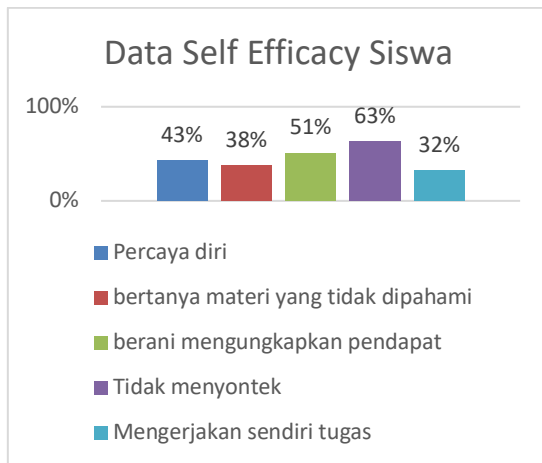 Data Self Efficacy Siswa
100%
0%
43%
38%
51%
63%
32%
Percaya diri
bertanya materi yang tidak dipahami
berani mengungkapkan pendapat
Tidak menyontek
Mengerjakan sendiri tugas